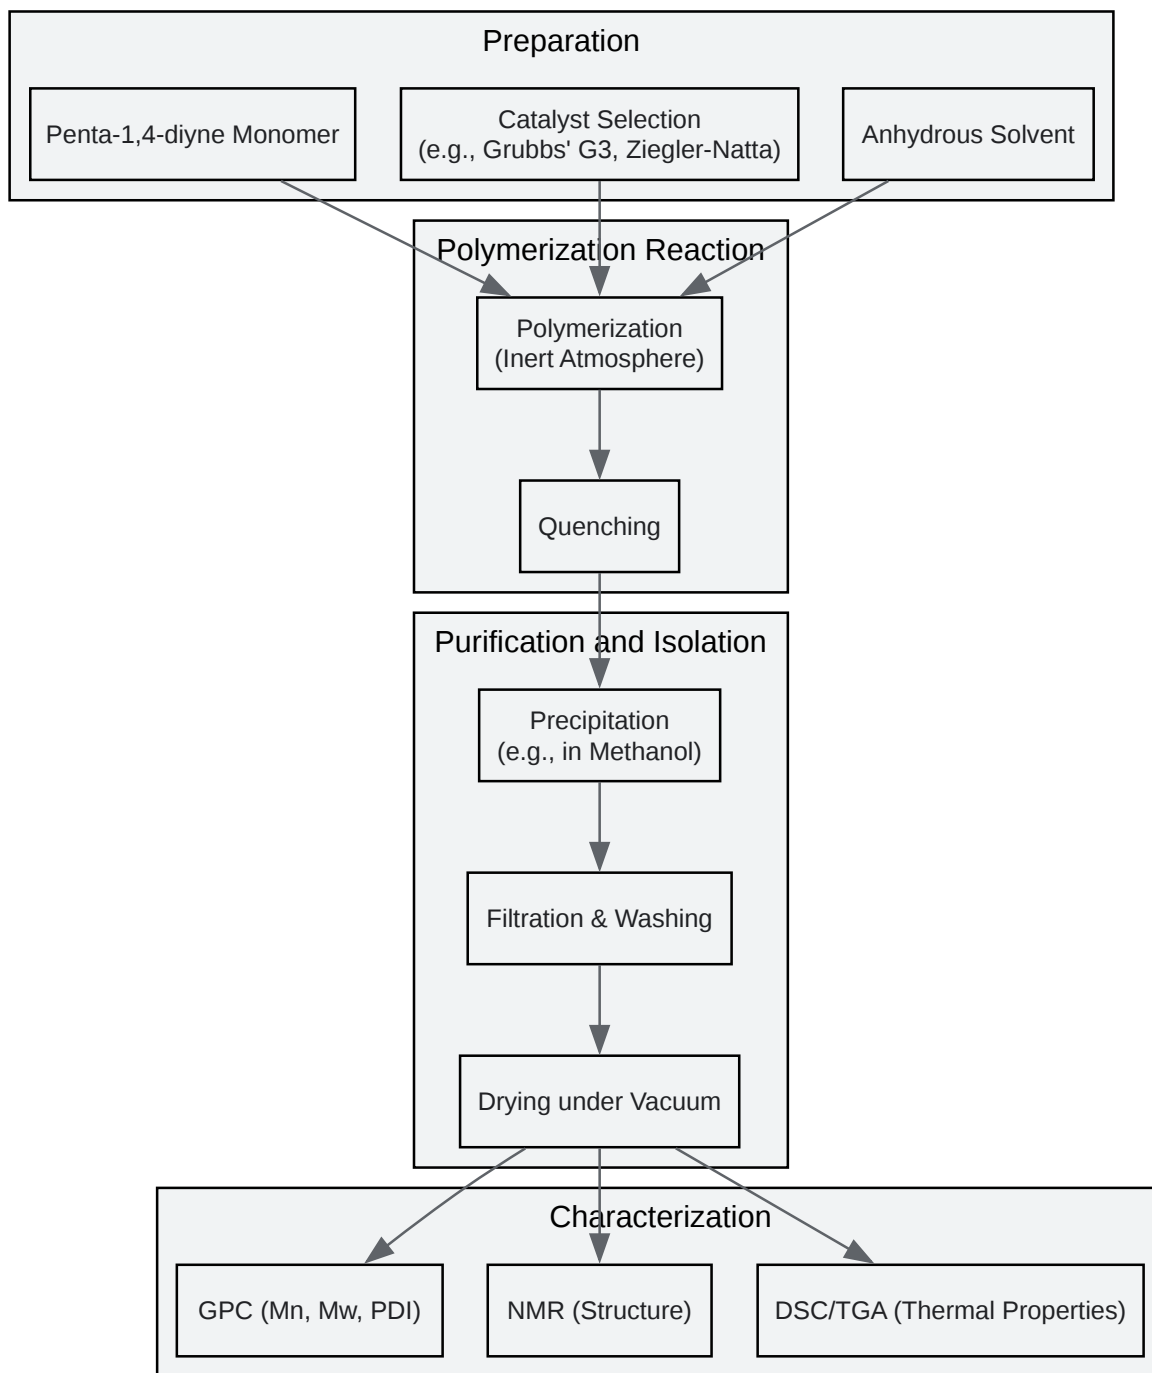 Preparation
Penta-1,4-diyne Monomer
Catalyst Selection
(e.g., Grubbs' G3, Ziegler-Natta)
Anhydrous Solvent
Polymerization Reaction
Polymerization
(Inert Atmosphere)
Quenching
Purification and Isolation
Precipitation
(e.g., in Methanol)
Filtration & Washing
Drying under Vacuum
Characterization
GPC (Mn, Mw, PDI)
NMR (Structure)
DSC/TGA (Thermal Properties)